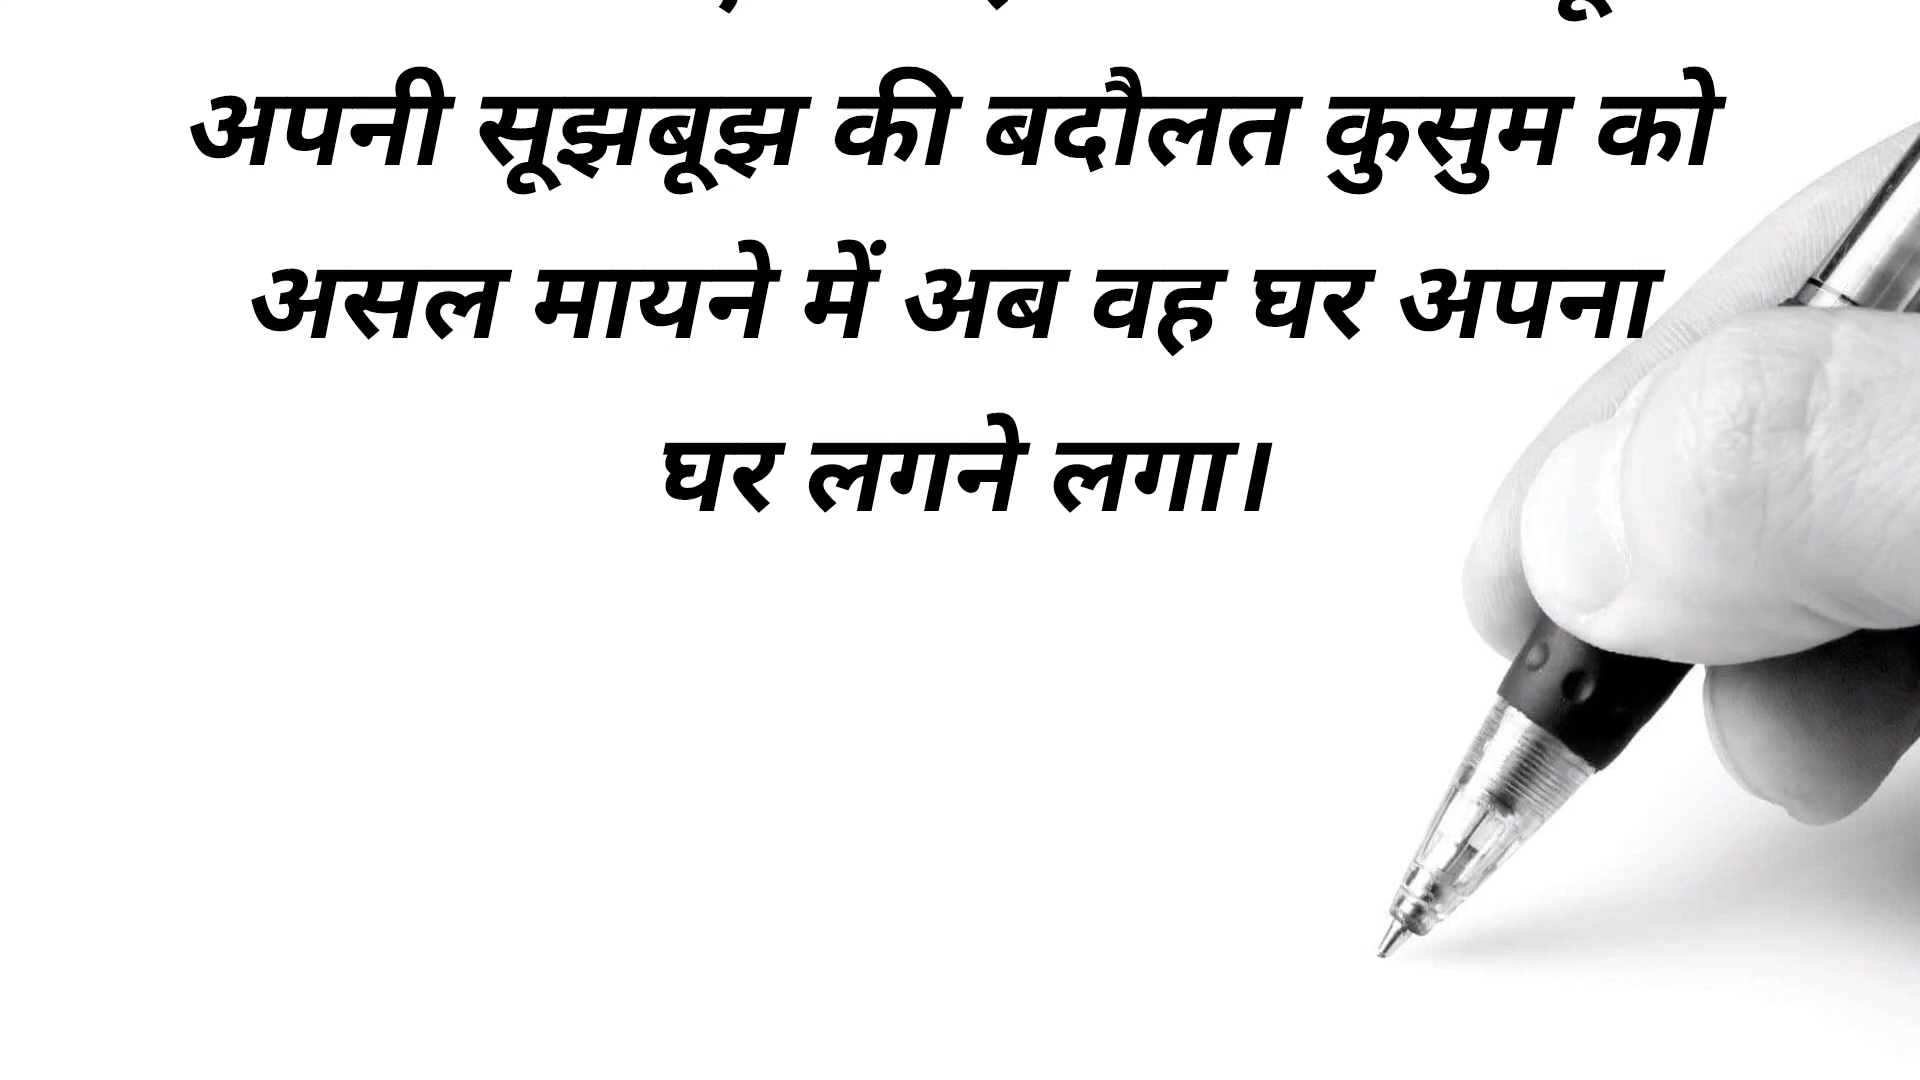 अपनी सूझबूझ की बदौलत कुसुम को
असल मायने में अब वह घर अपना
घर लगने लगा।